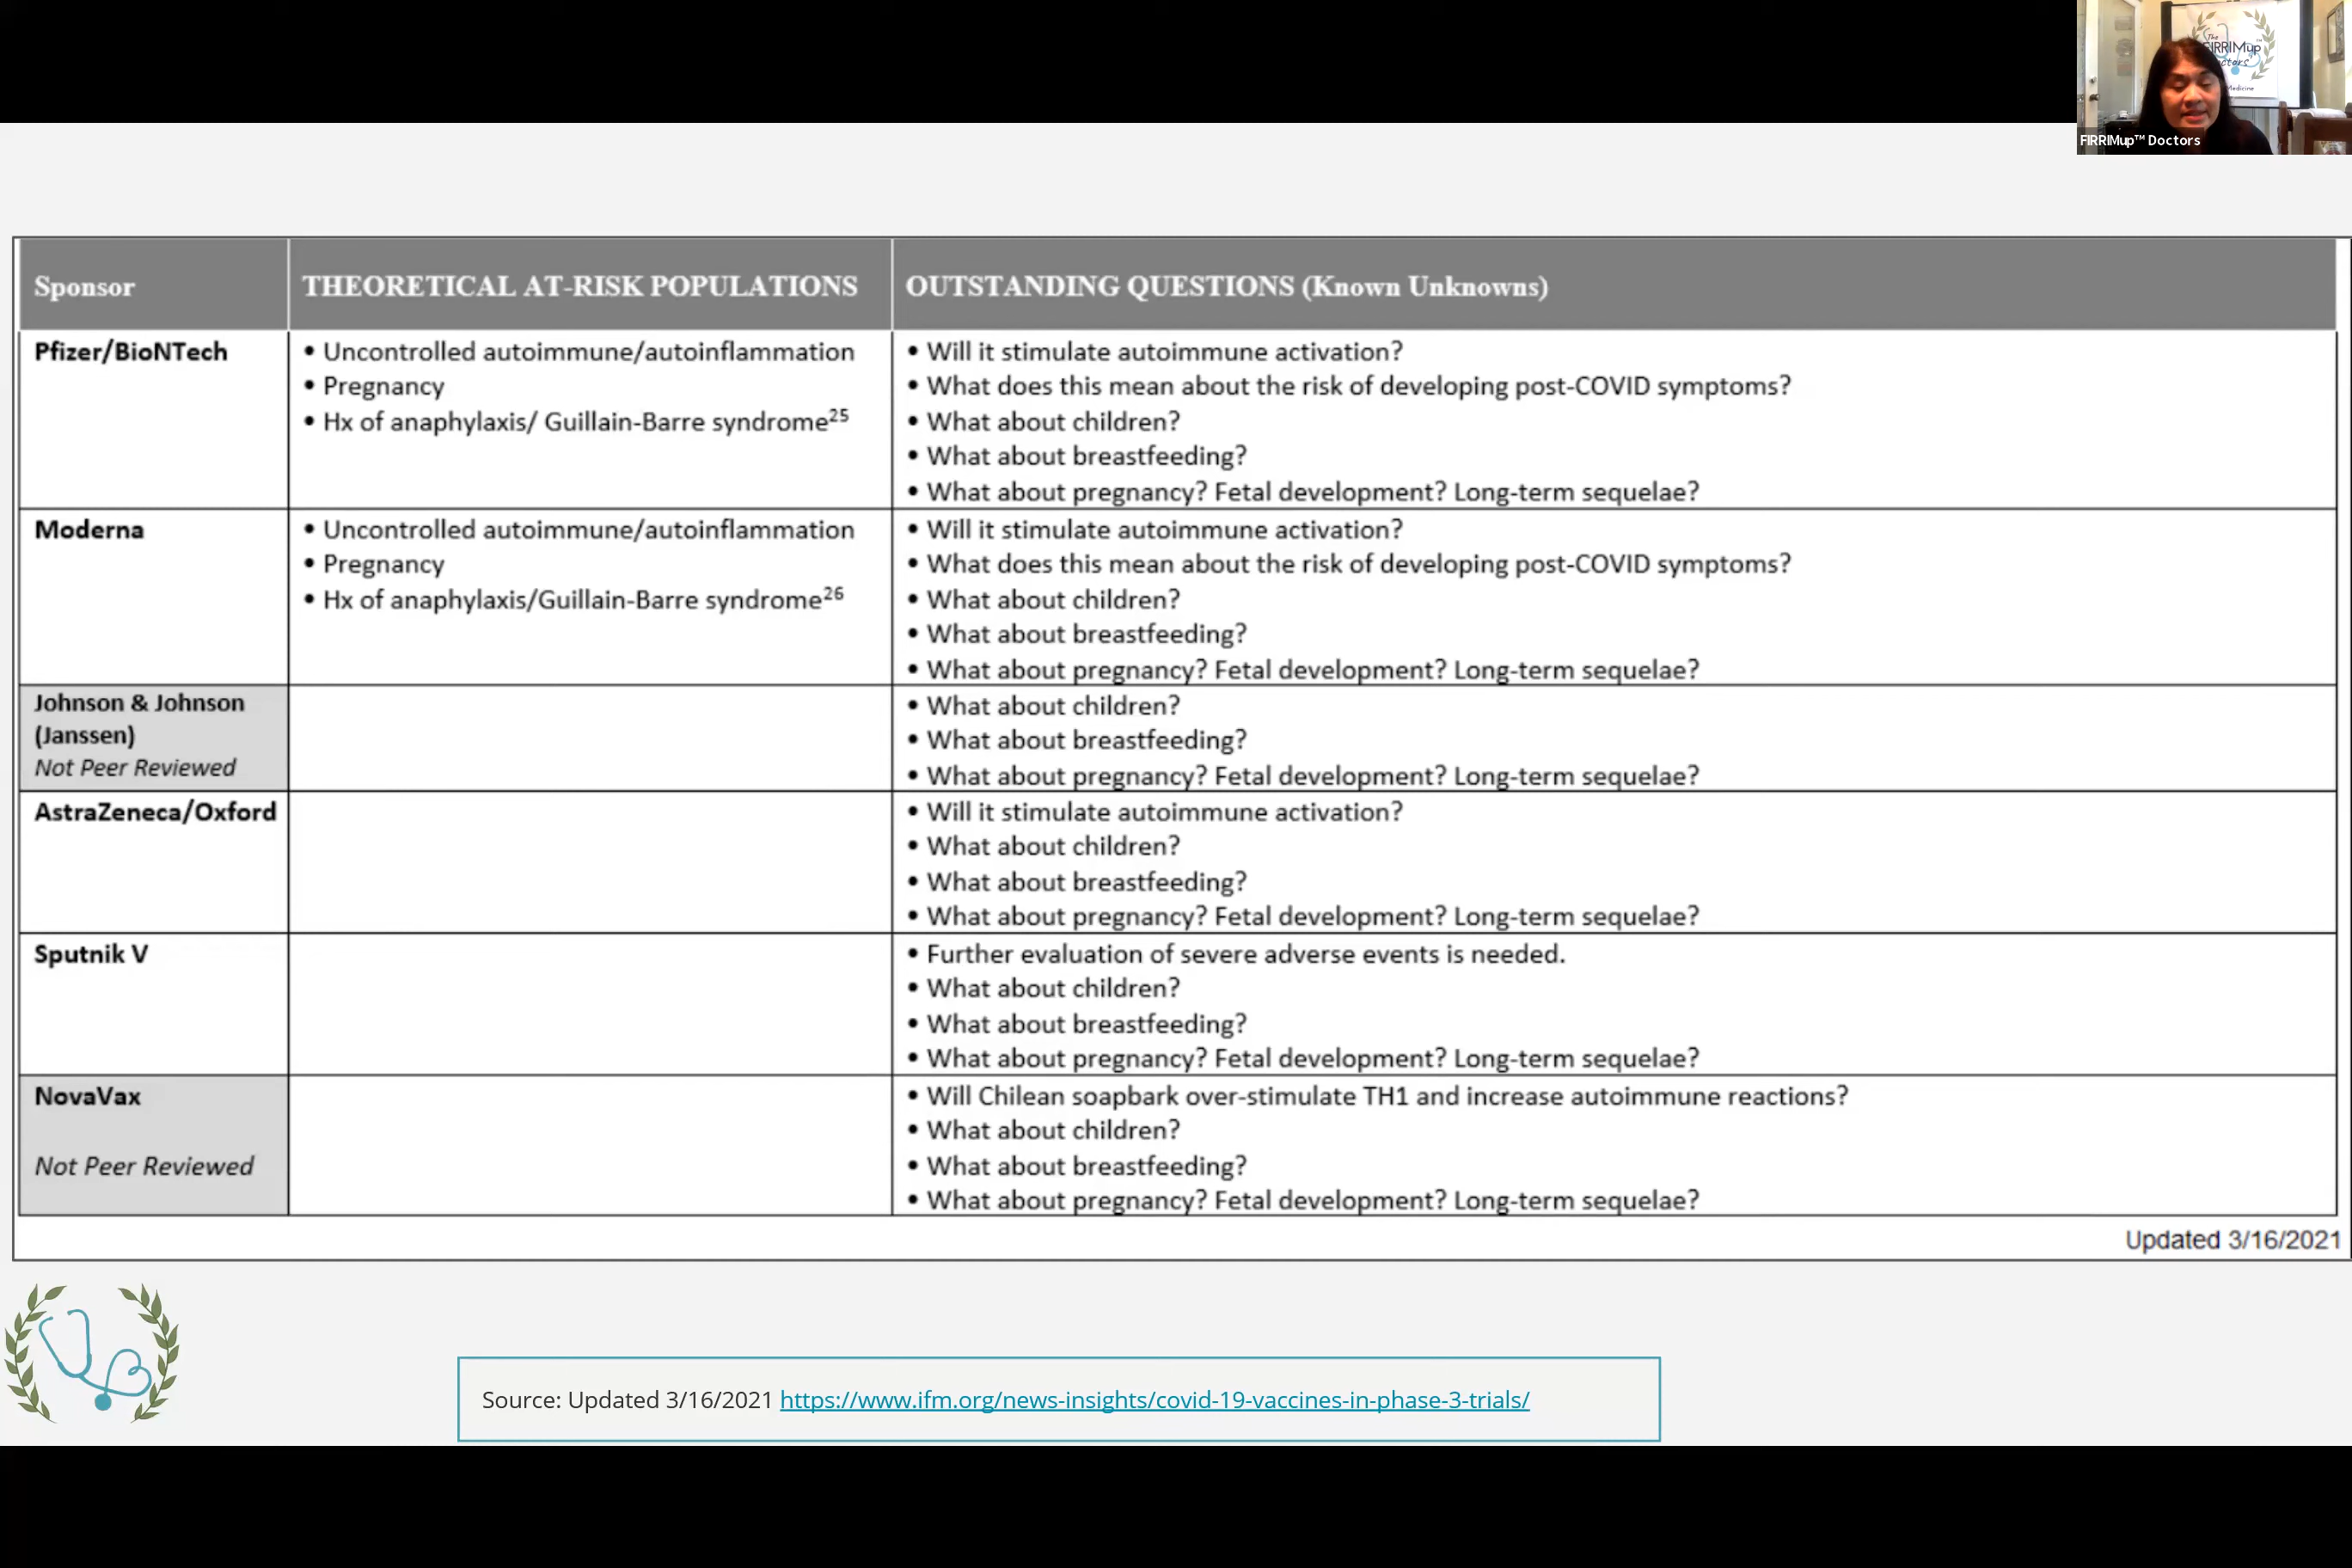 The
FIRRIMup™
Doctors
Medicine
FIRRIMup™ Doctors
Sponsor
THEORETICAL AT-RISK POPULATIONS
OUTSTANDING QUESTIONS (Known Unknowns)
Pfizer/BioNTech
• Uncontrolled autoimmune/autoinflammation
• Pregnancy
• Hx of anaphylaxis/ Guillain-Barre syndrome25
• Will it stimulate autoimmune activation?
• What does this mean about the risk of developing post-COVID symptoms?
• What about children?
• What about breastfeeding?
• What about pregnancy? Fetal development? Long-term sequelae?
Moderna
• Uncontrolled autoimmune/autoinflammation
• Pregnancy
• Hx of anaphylaxis/Guillain-Barre syndrome26
• Will it stimulate autoimmune activation?
• What does this mean about the risk of developing post-COVID symptoms?
• What about children?
• What about breastfeeding?
• What about pregnancy? Fetal development? Long-term sequelae?
Johnson & Johnson
(Janssen)
Not Peer Reviewed
• What about children?
• What about breastfeeding?
• What about pregnancy? Fetal development? Long-term sequelae?
AstraZeneca/Oxford
• Will it stimulate autoimmune activation?
• What about children?
• What about breastfeeding?
• What about pregnancy? Fetal development? Long-term sequelae?
Sputnik V
• Further evaluation of severe adverse events is needed.
• What about children?
• What about breastfeeding?
• What about pregnancy? Fetal development? Long-term sequelae?
NovaVax
Not Peer Reviewed
• Will Chilean soapbark over-stimulate TH1 and increase autoimmune reactions?
• What about children?
• What about breastfeeding?
• What about pregnancy? Fetal development? Long-term sequelae?
Updated 3/16/2021
Source: Updated 3/16/2021 https://www.ifm.org/news-insights/covid-19-vaccines-in-phase-3-trials/